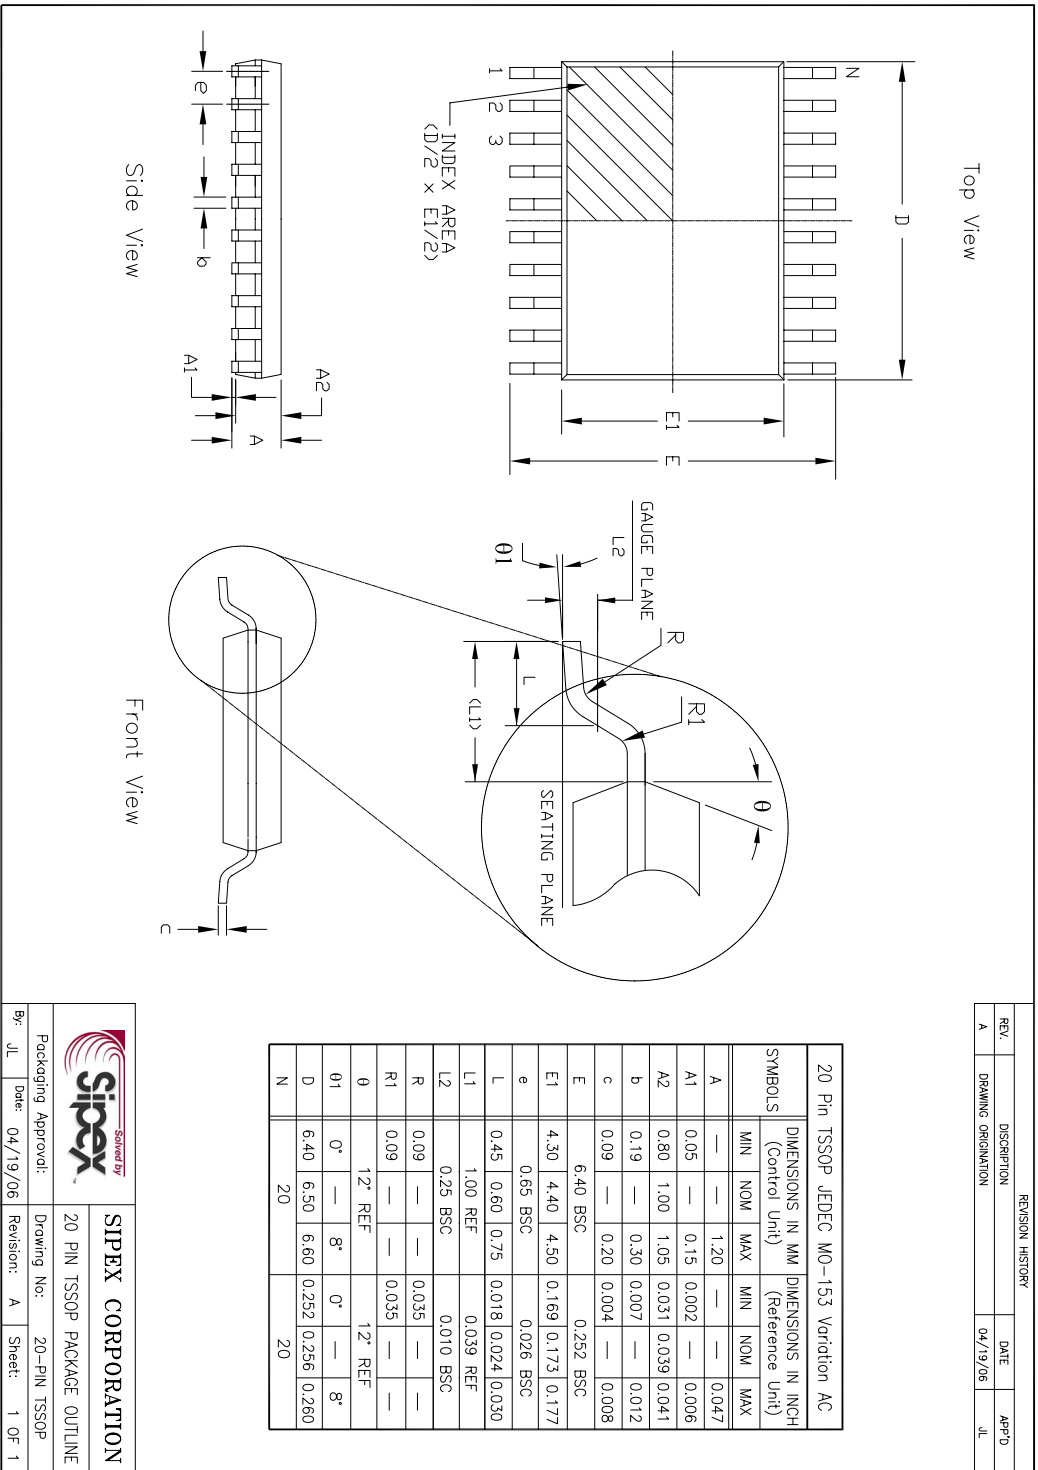 REVISION HISTORY
REV. DISCRIPTION DATE APP'D
A DRAWING ORIGINATION 04/19/06 JL
Top View
D
N
1
2
3
INDEX AREA
(D/2 x E1/2)
E1
E
Side View
e
b
A1
A2
A
GAUGE PLANE
L2
θ1
R
R1
L
(L1)
θ
SEATING PLANE
Front View
c
20 Pin TSSOP JEDEC MO-153 Variation AC
SYMBOLS DIMENSIONS IN MM (Control Unit) DIMENSIONS IN INCH (Reference Unit)
MIN NOM MAX MIN NOM MAX
A — — 1.20 — — 0.047
A1 0.05 — 0.15 0.002 — 0.006
A2 0.80 1.00 1.05 0.031 0.039 0.041
b 0.19 — 0.30 0.007 — 0.012
c 0.09 — 0.20 0.004 — 0.008
E 6.40 BSC 0.252 BSC
E1 4.30 4.40 4.50 0.169 0.173 0.177
e 0.65 BSC 0.026 BSC
L 0.45 0.60 0.75 0.018 0.024 0.030
L1 1.00 REF 0.039 REF
L2 0.25 BSC 0.010 BSC
R 0.09 — — 0.035 — —
R1 0.09 — — 0.035 — —
θ 12° REF 12° REF
θ1 0° — 8° 0° — 8°
D 6.40 6.50 6.60 0.252 0.256 0.260
N 20 20
Solved by
Sipex™
SIPEX CORPORATION
20 PIN TSSOP PACKAGE OUTLINE
Packaging Approval: Drawing No: 20-PIN TSSOP
By: JL Date: 04/19/06 Revision: A Sheet: 1 OF 1